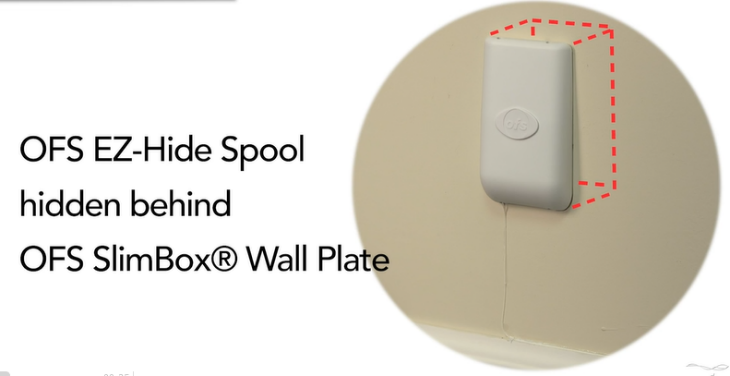 OFS EZ-Hide Spool
hidden behind
OFS SlimBox® Wall Plate
ofs